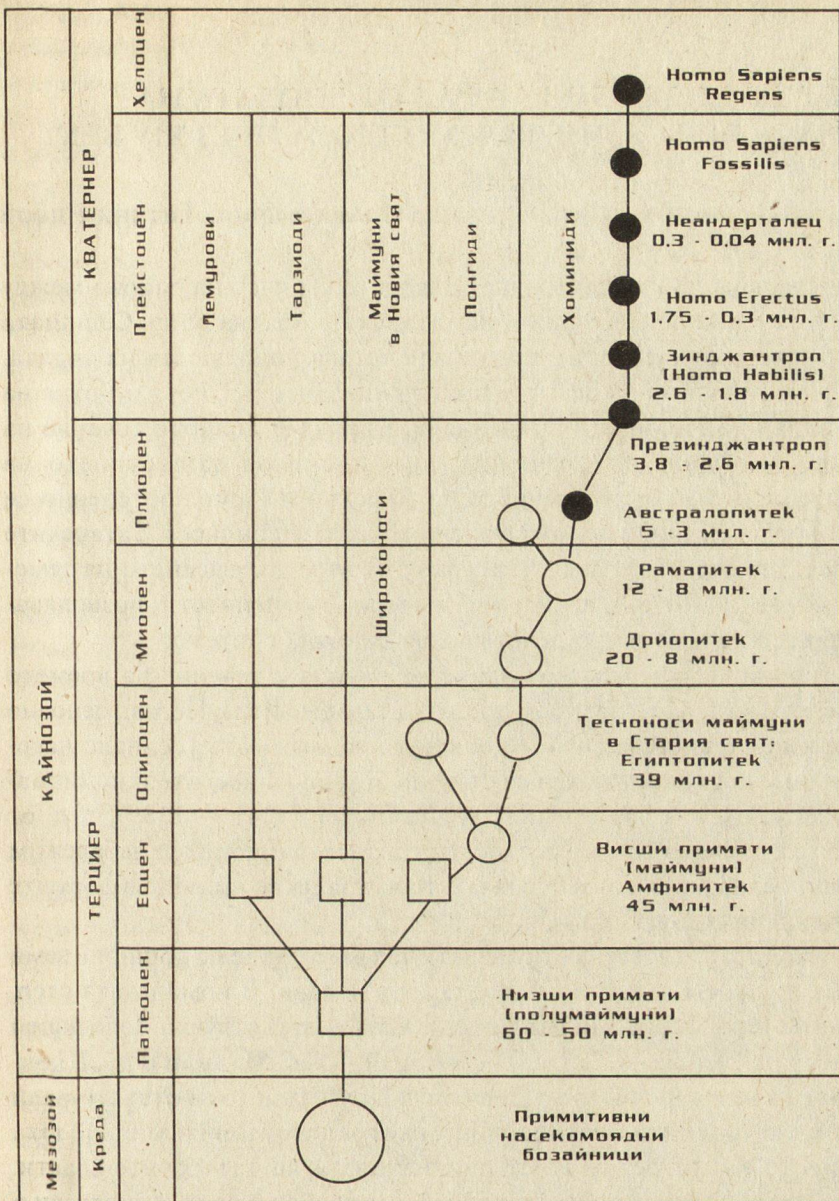 Хелоцен
Homo Sapiens
Regens
КВАТЕРНЕР
Плейстоцен
Лемурови
Тарзиоди
Маймуни
в Новия свят
Понгиди
Хоминиди
Homo Sapiens
Fossilis
Неандерталец
0.3 - 0.04 мнл. г.
Homo Erectus
1.75 - 0.3 мнл. г.
Зинджантроп
(Homo Habilis)
2.6 - 1.8 млн. г.
Плиоцен
Презинджантроп
3.8 - 2.6 мнл. г.
Австралопитек
5 -3 мнл. г.
Широконоси
Миоцен
Рамапитек
12 - 8 млн. г.
Дриопитек
20 - 8 млн. г.
КАЙНОЗОЙ
ТЕРЦИЕР
Олигоцен
Тесноноси маймуни
в Стария свят:
Египтопитек
39 млн. г.
Еоцен
Висши примати
(маймуни)
Амфипитек
45 млн. г.
Палеоцен
Низши примати
(полумаймуни)
60 - 50 млн. г.
Мезозой
Креда
Примитивни
насекомоядни
бозайници